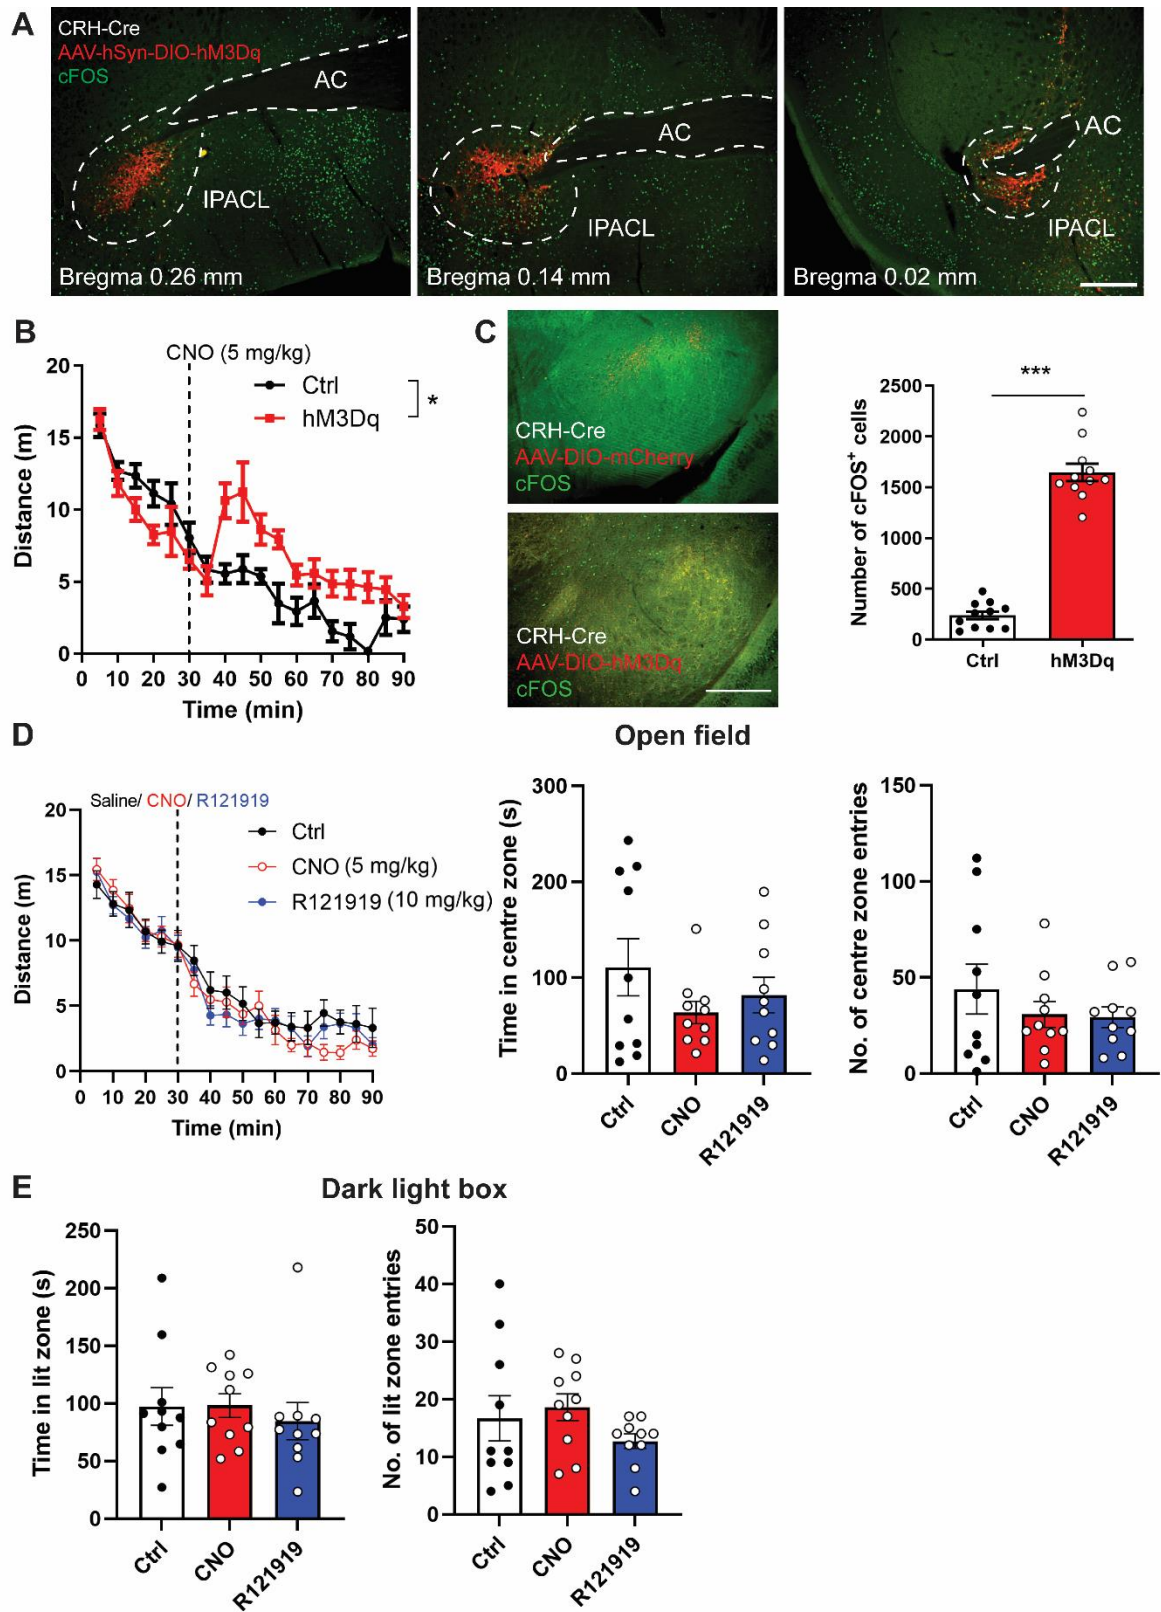 A
CRH-Cre
AAV-hSyn-DIO-hM3Dq
cFOS
AC
IPACL
Bregma 0.26 mm
AC
IPACL
Bregma 0.14 mm
AC
IPACL
Bregma 0.02 mm
B
CNO (5 mg/kg)
Ctrl
hM3Dq
*
Distance (m)
20
15
10
5
0
0 10 20 30 40 50 60 70 80 90
Time (min)
C
CRH-Cre
AAV-DIO-mCherry
cFOS
CRH-Cre
AAV-DIO-hM3Dq
cFOS
***
Number of cFOS+ cells
2500
2000
1500
1000
500
0
Ctrl hM3Dq
D
Open field
Saline/ CNO/ R121919
Ctrl
CNO (5 mg/kg)
R121919 (10 mg/kg)
Distance (m)
20
15
10
5
0
0 10 20 30 40 50 60 70 80 90
Time (min)
Time in centre zone (s)
300
200
100
0
Ctrl CNO R121919
No. of centre zone entries
150
100
50
0
Ctrl CNO R121919
E
Dark light box
Time in lit zone (s)
250
200
150
100
50
0
Ctrl CNO R121919
No. of lit zone entries
50
40
30
20
10
0
Ctrl CNO R121919